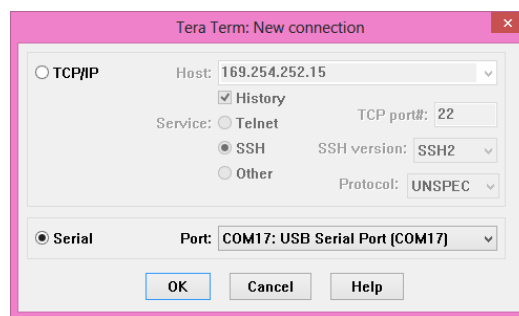 Tera Term: New connection
TCP/IP Host: 169.254.252.15
History
Service: Telnet TCP port#: 22
SSH SSH version: SSH2
Other Protocol: UNSPEC
Serial Port: COM17: USB Serial Port (COM17)
OK Cancel Help